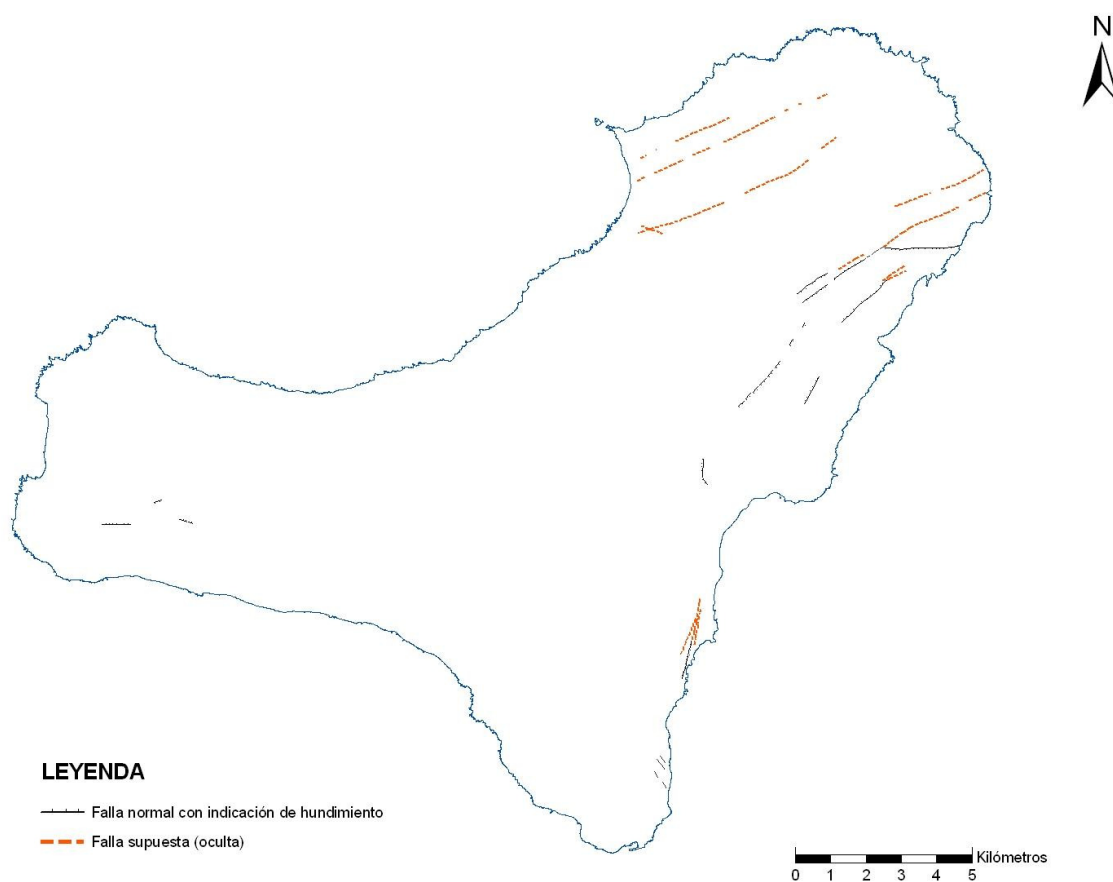 N
LEYENDA
Falla normal con indicación de hundimiento
Falla supuesta (oculta)
Kilómetros
0 1 2 3 4 5